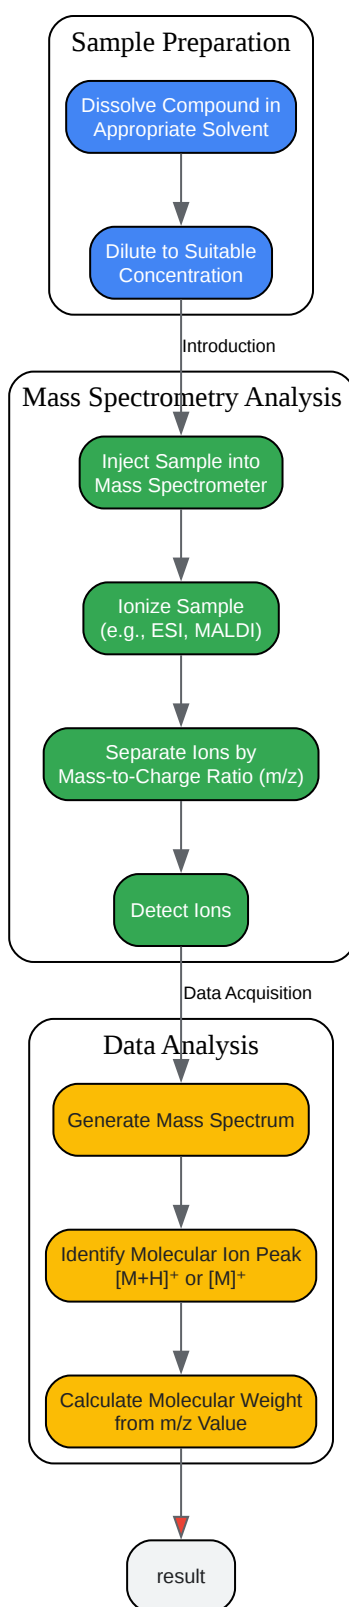 Sample Preparation
Dissolve Compound in
Appropriate Solvent
Dilute to Suitable
Concentration
Introduction
Mass Spectrometry Analysis
Inject Sample into
Mass Spectrometer
Ionize Sample
(e.g., ESI, MALDI)
Separate Ions by
Mass-to-Charge Ratio (m/z)
Detect Ions
Data Acquisition
Data Analysis
Generate Mass Spectrum
Identify Molecular Ion Peak
[M+H]⁺ or [M]⁺
Calculate Molecular Weight
from m/z Value
result